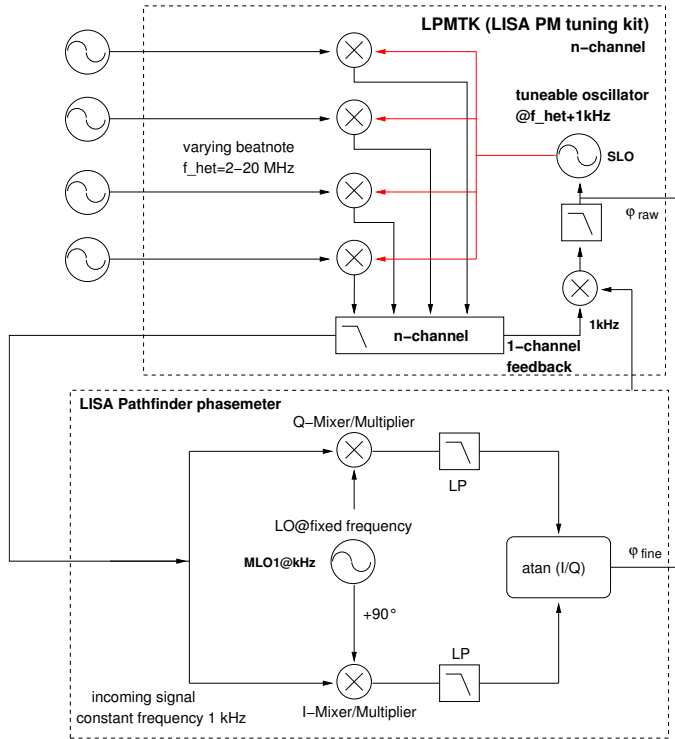 LPMTK (LISA PM tuning kit)
n−channel
tuneable oscillator
@f_het+1kHz
SLO
varying beatnote
f_het=2−20 MHz
φ raw
n−channel
1kHz
1−channel
feedback
LISA Pathfinder phasemeter
Q−Mixer/Multiplier
LP
LO@fixed frequency
MLO1@kHz
atan (I/Q)
φ fine
+90°
LP
incoming signal
constant frequency 1 kHz
I−Mixer/Multiplier